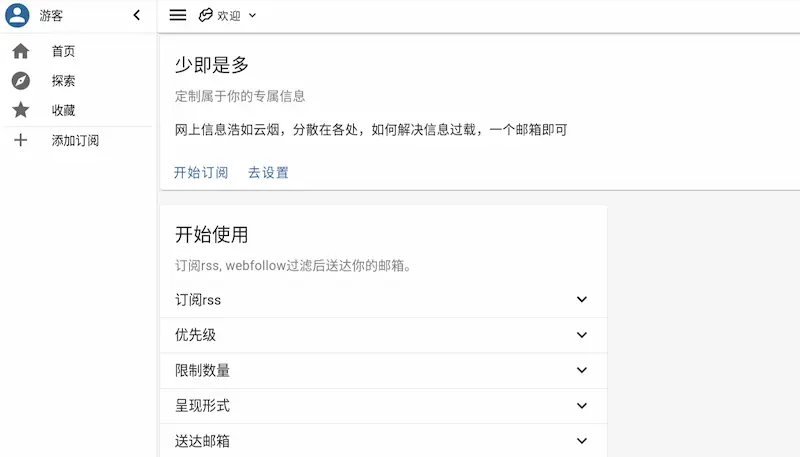 游客
欢迎
首页
探索
收藏
添加订阅
少即是多
定制属于你的专属信息
网上信息浩如云烟，分散在各处，如何解决信息过载，一个邮箱即可
开始订阅 去设置
开始使用
订阅rss, webfollow过滤后送达你的邮箱。
订阅rss
优先级
限制数量
呈现形式
送达邮箱